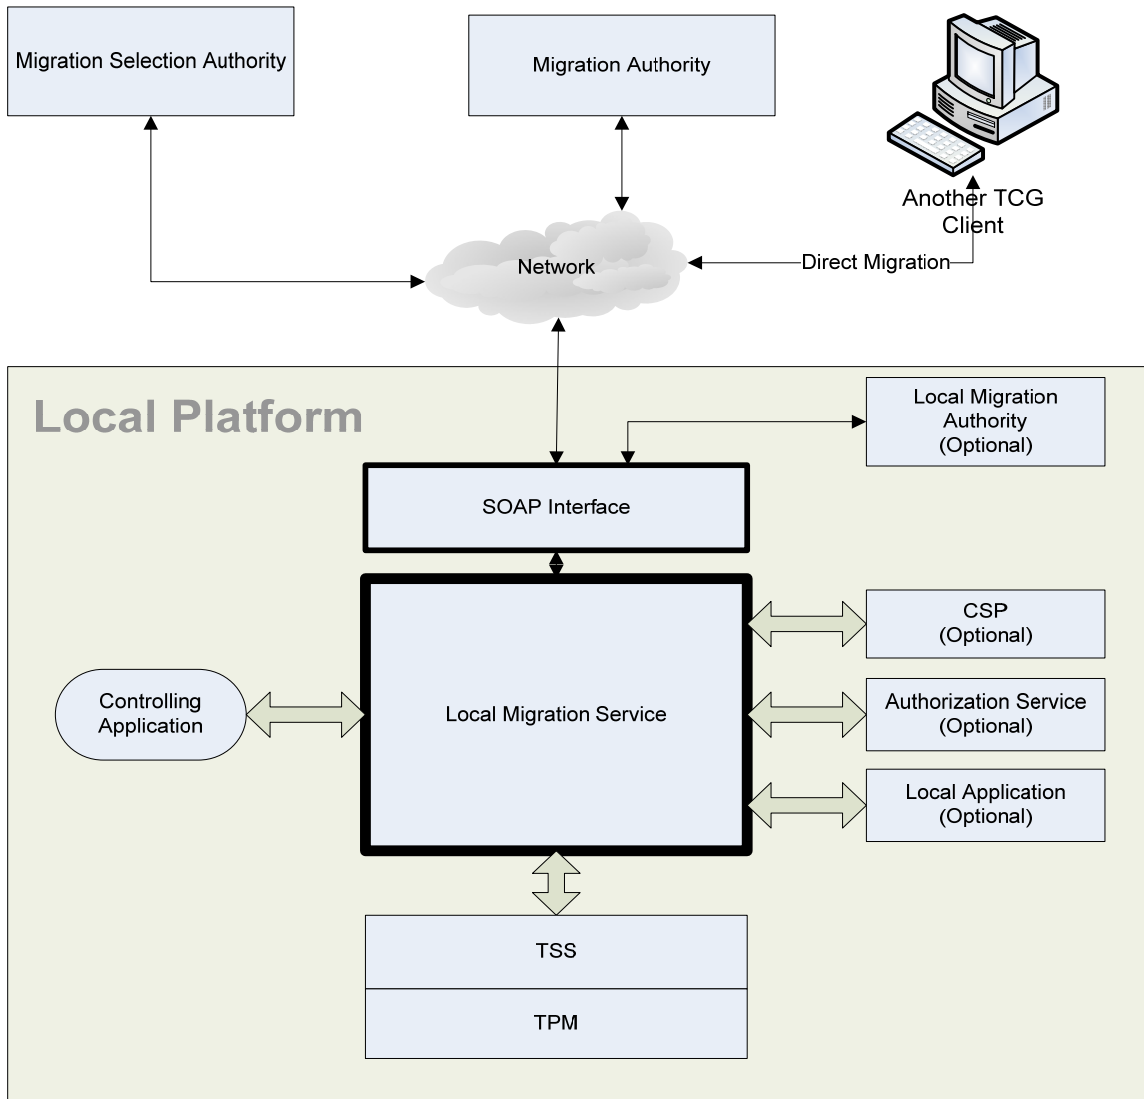 Migration Selection Authority
Migration Authority
Another TCG
Client
Network
Direct Migration
Local Platform
Local Migration
Authority
(Optional)
SOAP Interface
CSP
(Optional)
Controlling
Application
Local Migration Service
Authorization Service
(Optional)
Local Application
(Optional)
TSS
TPM